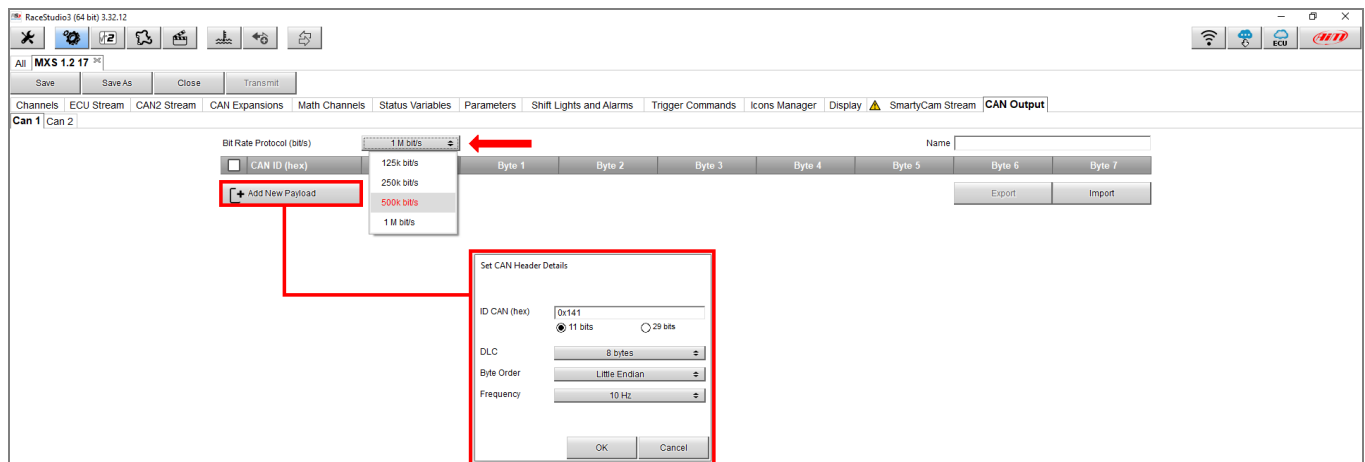 RaceStudio3 (64 bit) 3.32.12
ECU AiM
All MXS 1.2 17
Save Save As Close Transmit
Channels ECU Stream CAN2 Stream CAN Expansions Math Channels Status Variables Parameters Shift Lights and Alarms Trigger Commands Icons Manager Display SmartyCam Stream CAN Output
Can 1 Can 2
Bit Rate Protocol (bit/s) 1 M bit/s Name
CAN ID (hex) Byte 1 Byte 2 Byte 3 Byte 4 Byte 5 Byte 6 Byte 7
125k bit/s
250k bit/s
Add New Payload Export Import
500k bit/s
1 M bit/s
Set CAN Header Details
ID CAN (hex) 0x141
11 bits 29 bits
DLC 8 bytes
Byte Order Little Endian
Frequency 10 Hz
OK Cancel